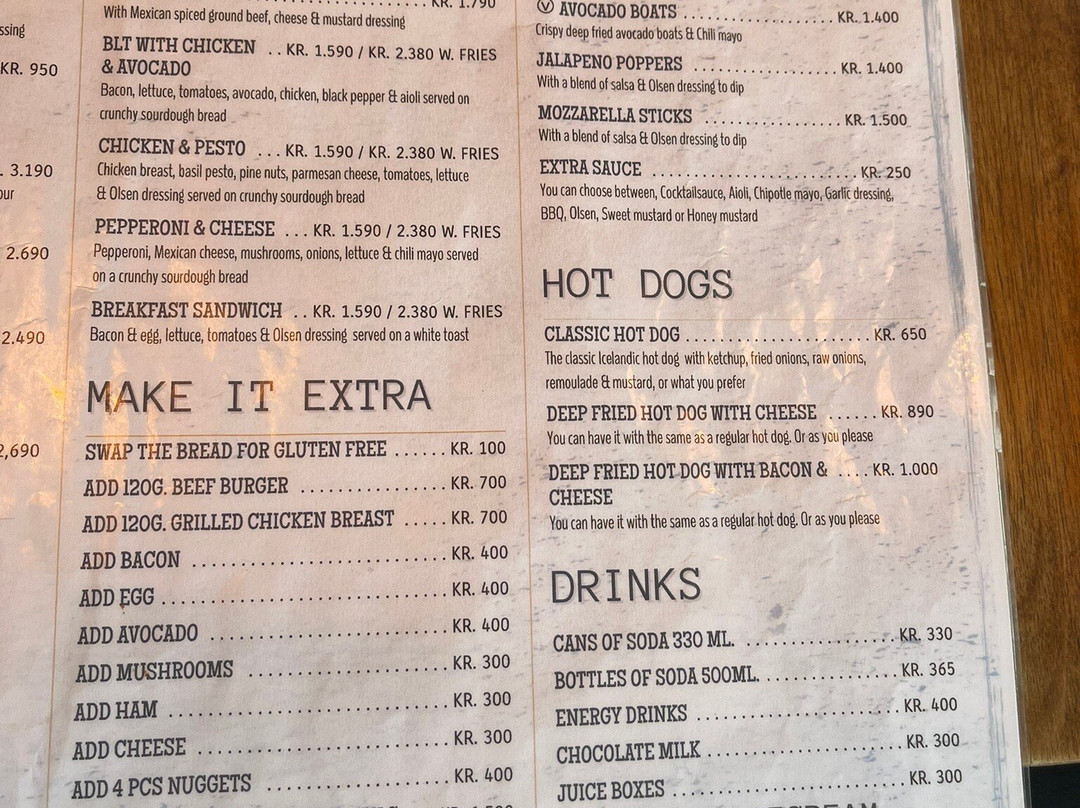 ssing
KR. 950
. 3.190
our
2.690
2.490
2,690
KR. 1.790
With Mexican spiced ground beef, cheese & mustard dressing
BLT WITH CHICKEN .. KR. 1.590 / KR. 2.380 W. FRIES
& AVOCADO
Bacon, lettuce, tomatoes, avocado, chicken, black pepper & aioli served on
crunchy sourdough bread
CHICKEN & PESTO ... KR. 1.590 / KR. 2.380 W. FRIES
Chicken breast, basil pesto, pine nuts, parmesan cheese, tomatoes, lettuce
& Olsen dressing served on crunchy sourdough bread
PEPPERONI & CHEESE ... KR. 1.590 / 2.380 W. FRIES
Pepperoni, Mexican cheese, mushrooms, onions, lettuce & chili mayo served
on a crunchy sourdough bread
BREAKFAST SANDWICH .. KR. 1.590 / 2.380 W. FRIES
Bacon & egg, lettuce, tomatoes & Olsen dressing served on a white toast
MAKE IT EXTRA
SWAP THE BREAD FOR GLUTEN FREE ...... KR. 100
ADD 120G. BEEF BURGER .................. KR. 700
ADD 120G. GRILLED CHICKEN BREAST ..... KR. 700
ADD BACON ............................... KR. 400
ADD EGG .................................. KR. 400
ADD AVOCADO ............................. KR. 400
ADD MUSHROOMS ........................ KR. 300
ADD HAM .................................. KR. 300
ADD CHEESE .............................. KR. 300
ADD 4 PCS NUGGETS ...................... KR. 400
V AVOCADO BOATS .................. KR. 1.400
Crispy deep fried avocado boats & Chili mayo
JALAPENO POPPERS ................. KR. 1.400
With a blend of salsa & Olsen dressing to dip
MOZZARELLA STICKS ................ KR. 1.500
With a blend of salsa & Olsen dressing to dip
EXTRA SAUCE ........................ KR. 250
You can choose between, Cocktailsauce, Aioli, Chipotle mayo, Garlic dressing,
BBQ, Olsen, Sweet mustard or Honey mustard
HOT DOGS
CLASSIC HOT DOG ...................... KR. 650
The classic Icelandic hot dog with ketchup, fried onions, raw onions,
remoulade & mustard, or what you prefer
DEEP FRIED HOT DOG WITH CHEESE ...... KR. 890
You can have it with the same as a regular hot dog. Or as you please
DEEP FRIED HOT DOG WITH BACON & .... KR. 1.000
CHEESE
You can have it with the same as a regular hot dog. Or as you please
DRINKS
CANS OF SODA 330 ML. ................. KR. 330
BOTTLES OF SODA 500ML. ............... KR. 365
ENERGY DRINKS ....................... KR. 400
CHOCOLATE MILK ...................... KR. 300
JUICE BOXES .......................... KR. 300